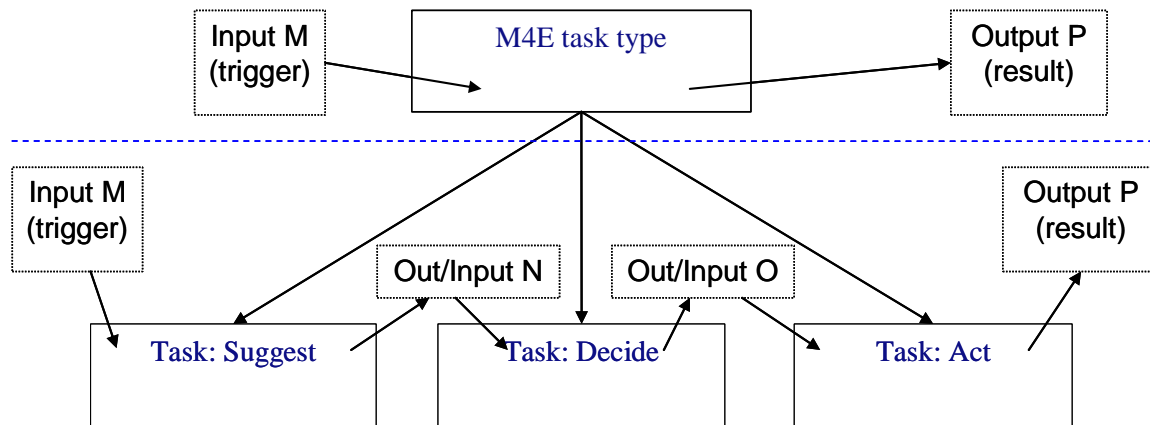 Input M
(trigger)
M4E task type
Output P
(result)
Input M
(trigger)
Output P
(result)
Out/Input N
Out/Input O
Task: Suggest
Task: Decide
Task: Act